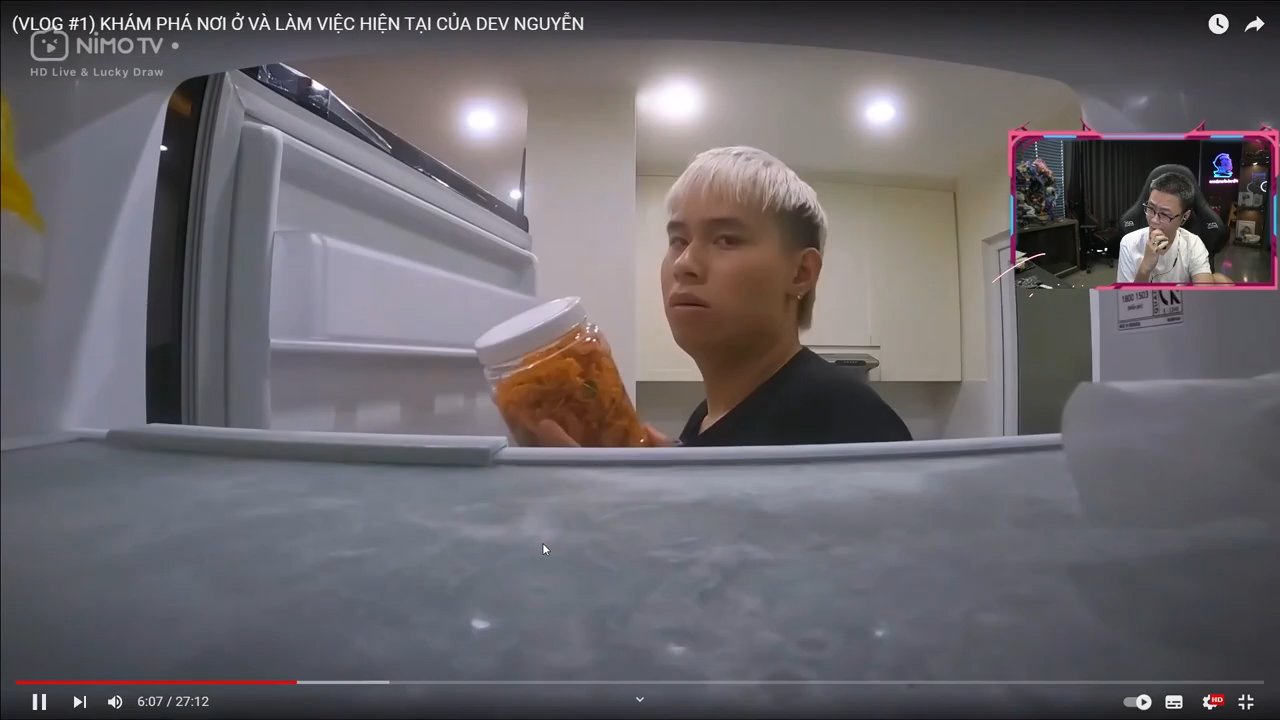 (VLOG #1) KHÁM PHÁ NƠI Ở VÀ LÀM VIỆC HIỆN TẠI CỦA DEV NGUYỄN
NIMO TV
HD Live & Lucky Draw
1800 1503
6:07 / 27:12
HD